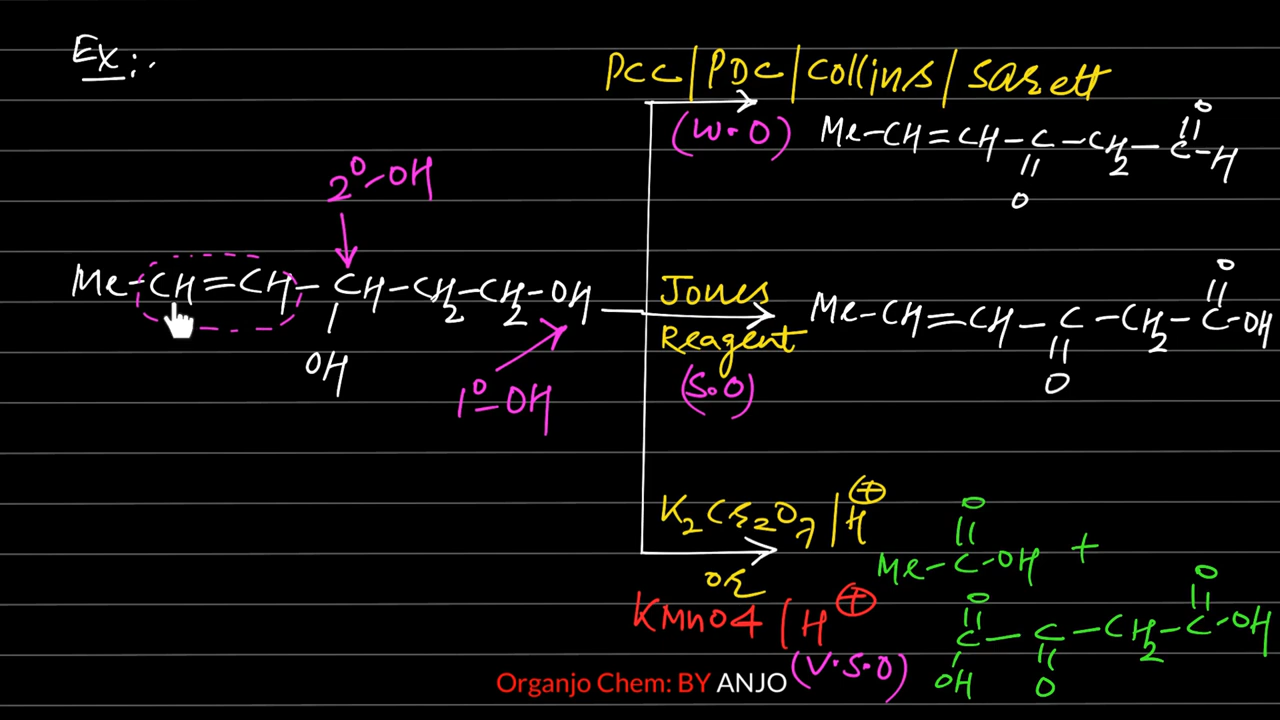 Ex:.
PCC/PDC/Collins/Sarett
(W.O)
Me-CH=CH-C-CH2-C-H
O
||
||
O
2°-OH
Me-CH=CH-CH-CH2-CH2-OH
|
OH
1°-OH
Jones
Reagent
(S.O)
Me-CH=CH-C-CH2-C-OH
O
||
||
O
K2Cr2O7/H⊕
OR
KMnO4/H⊕
(V.S.O)
O
||
Me-C-OH +
O
||
O
||
C-C-CH2-C-OH
OH
||
O
Organjo Chem: BY ANJO